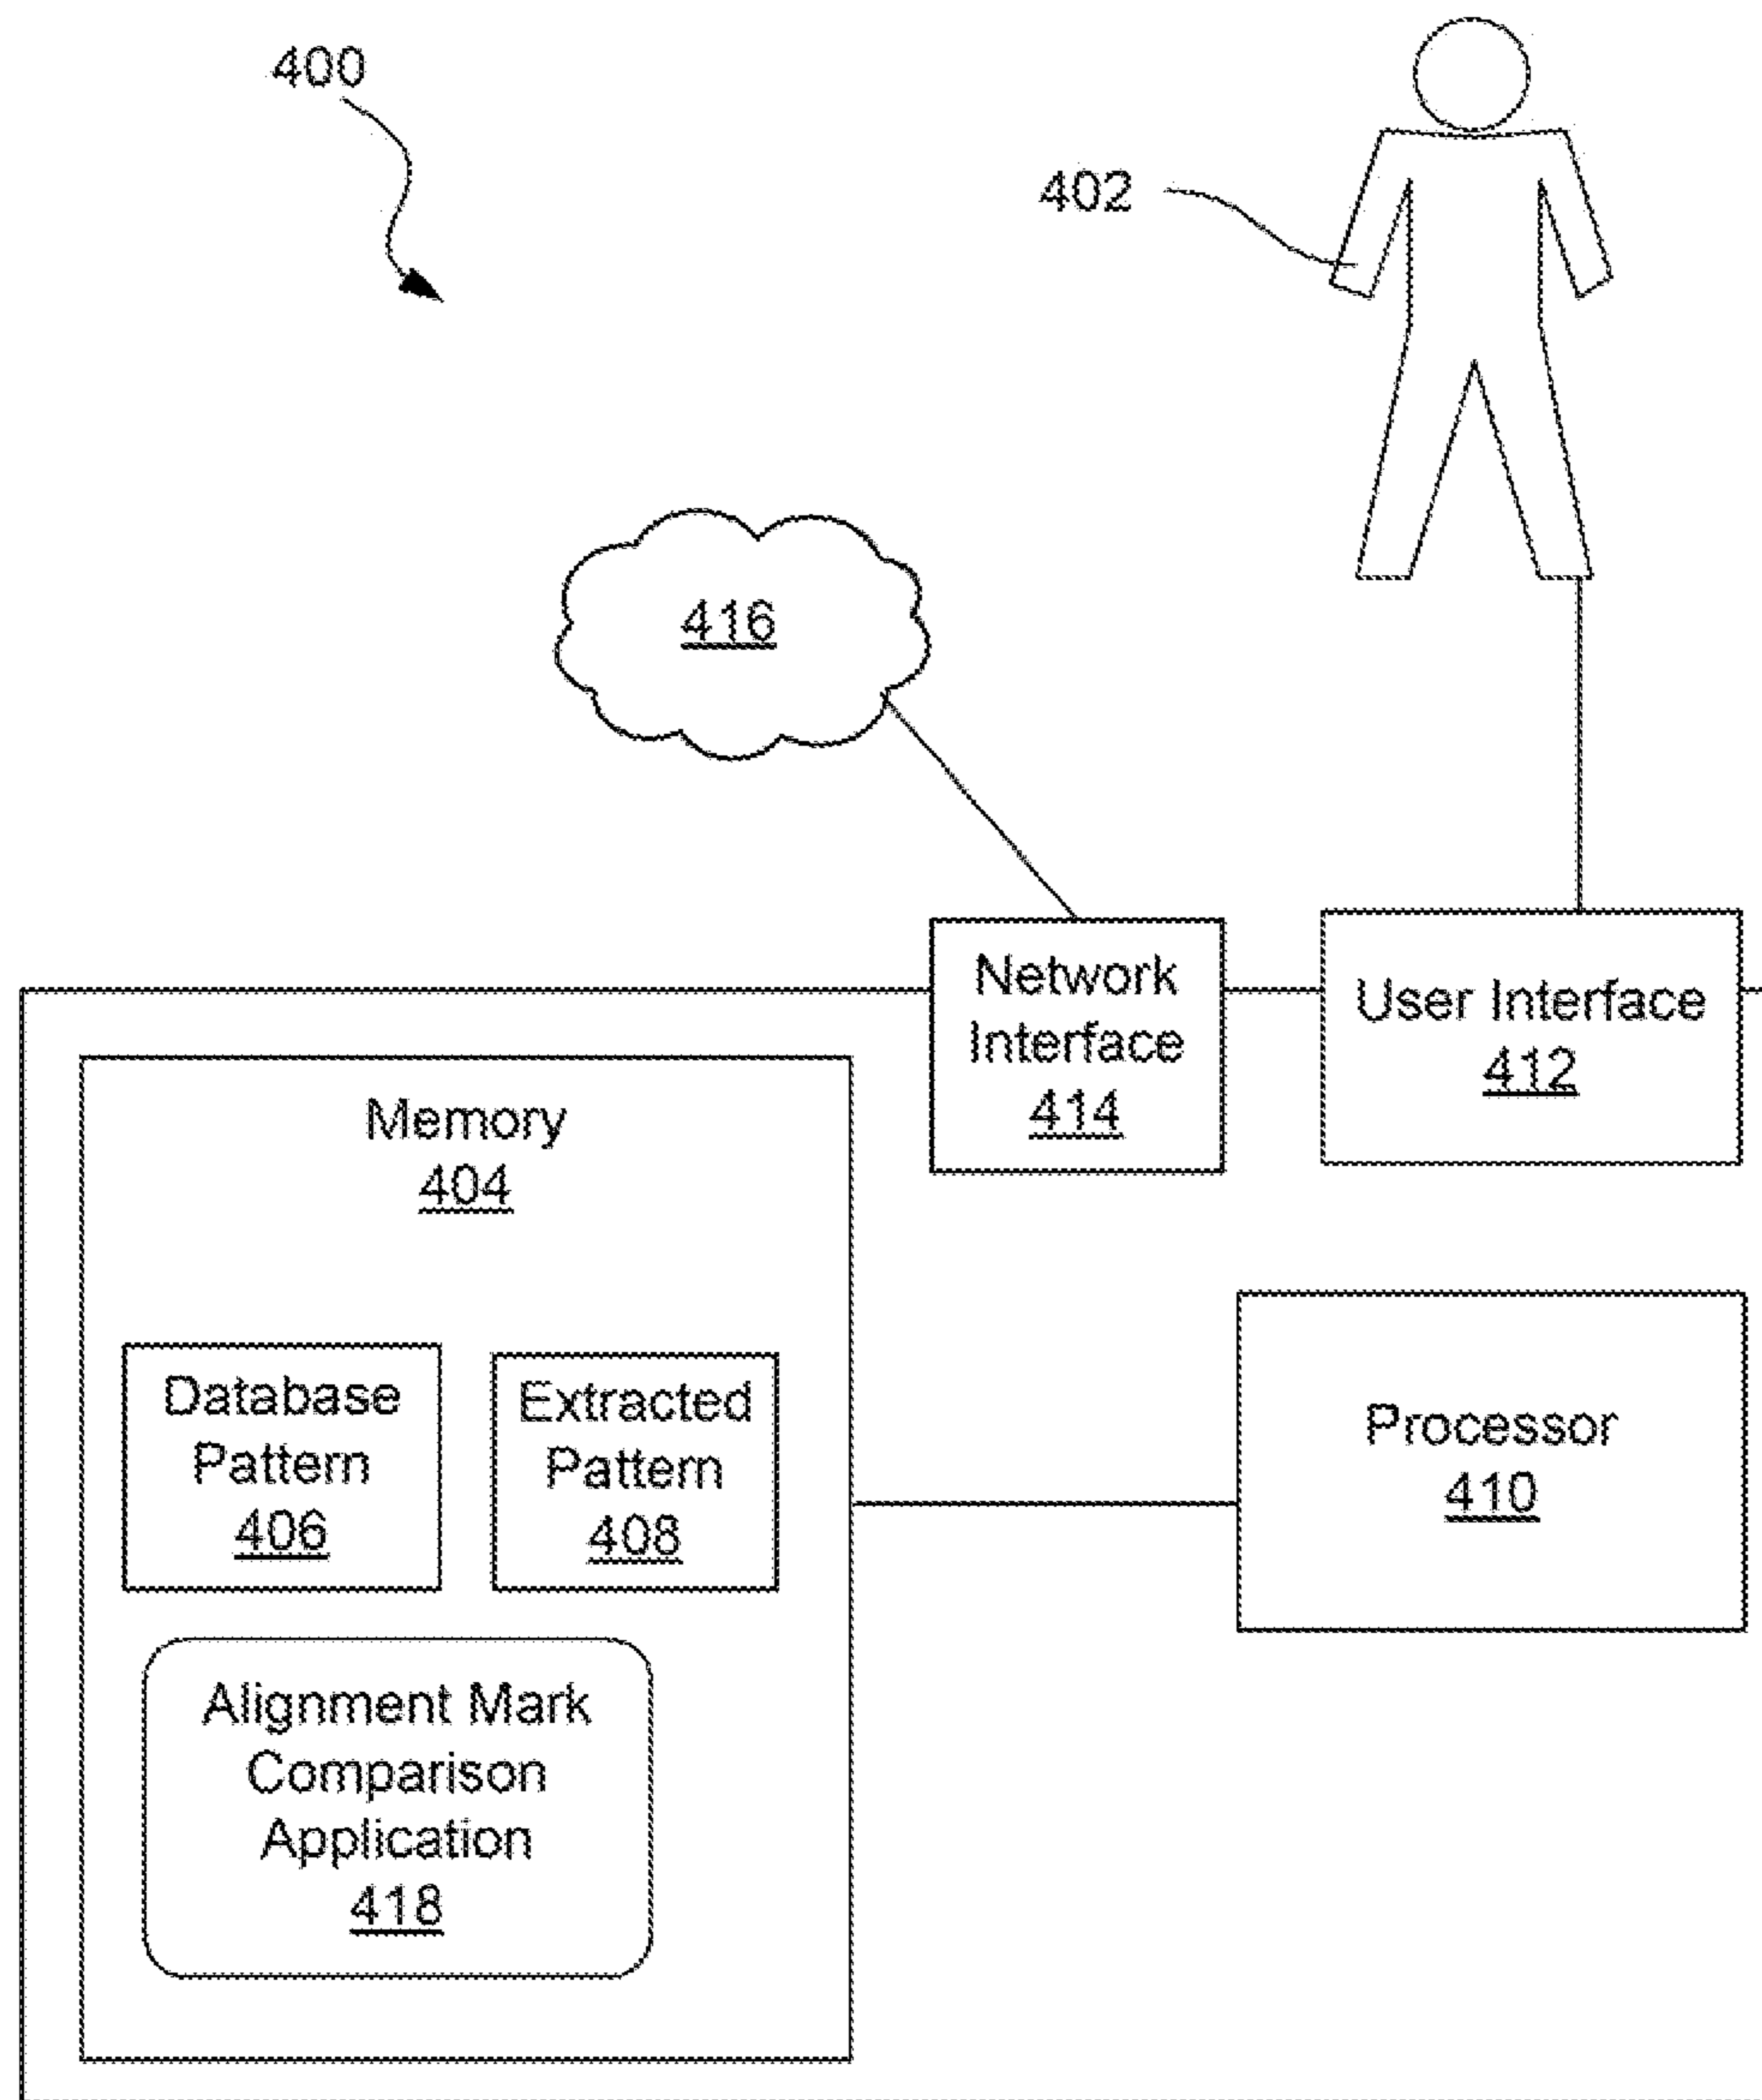 400
402
416
Network
Interface
414
User Interface
412
Memory
404
Database
Pattern
406
Extracted
Pattern
408
Processor
410
Alignment Mark
Comparison
Application
418